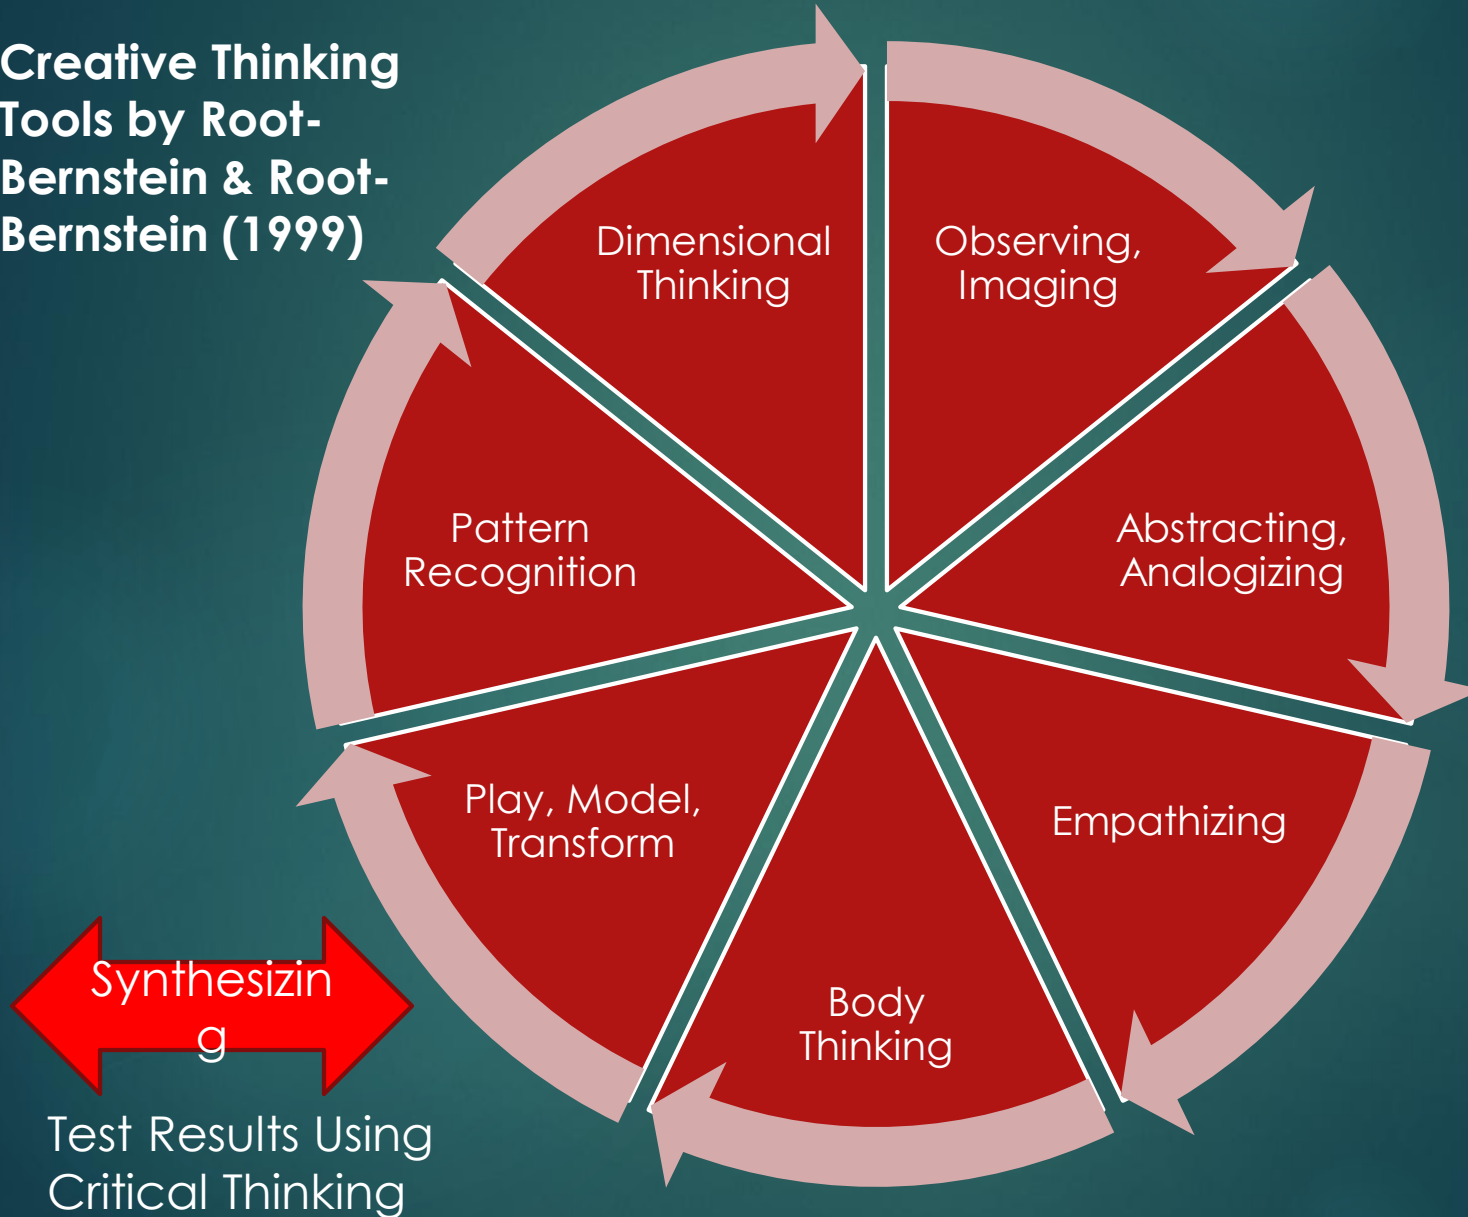 Creative Thinking
Tools by Root-
Bernstein & Root-
Bernstein (1999)
Observing,
Imaging
Abstracting,
Analogizing
Empathizing
Body
Thinking
Play, Model,
Transform
Pattern
Recognition
Dimensional
Thinking
Synthesizin
g
Test Results Using
Critical Thinking